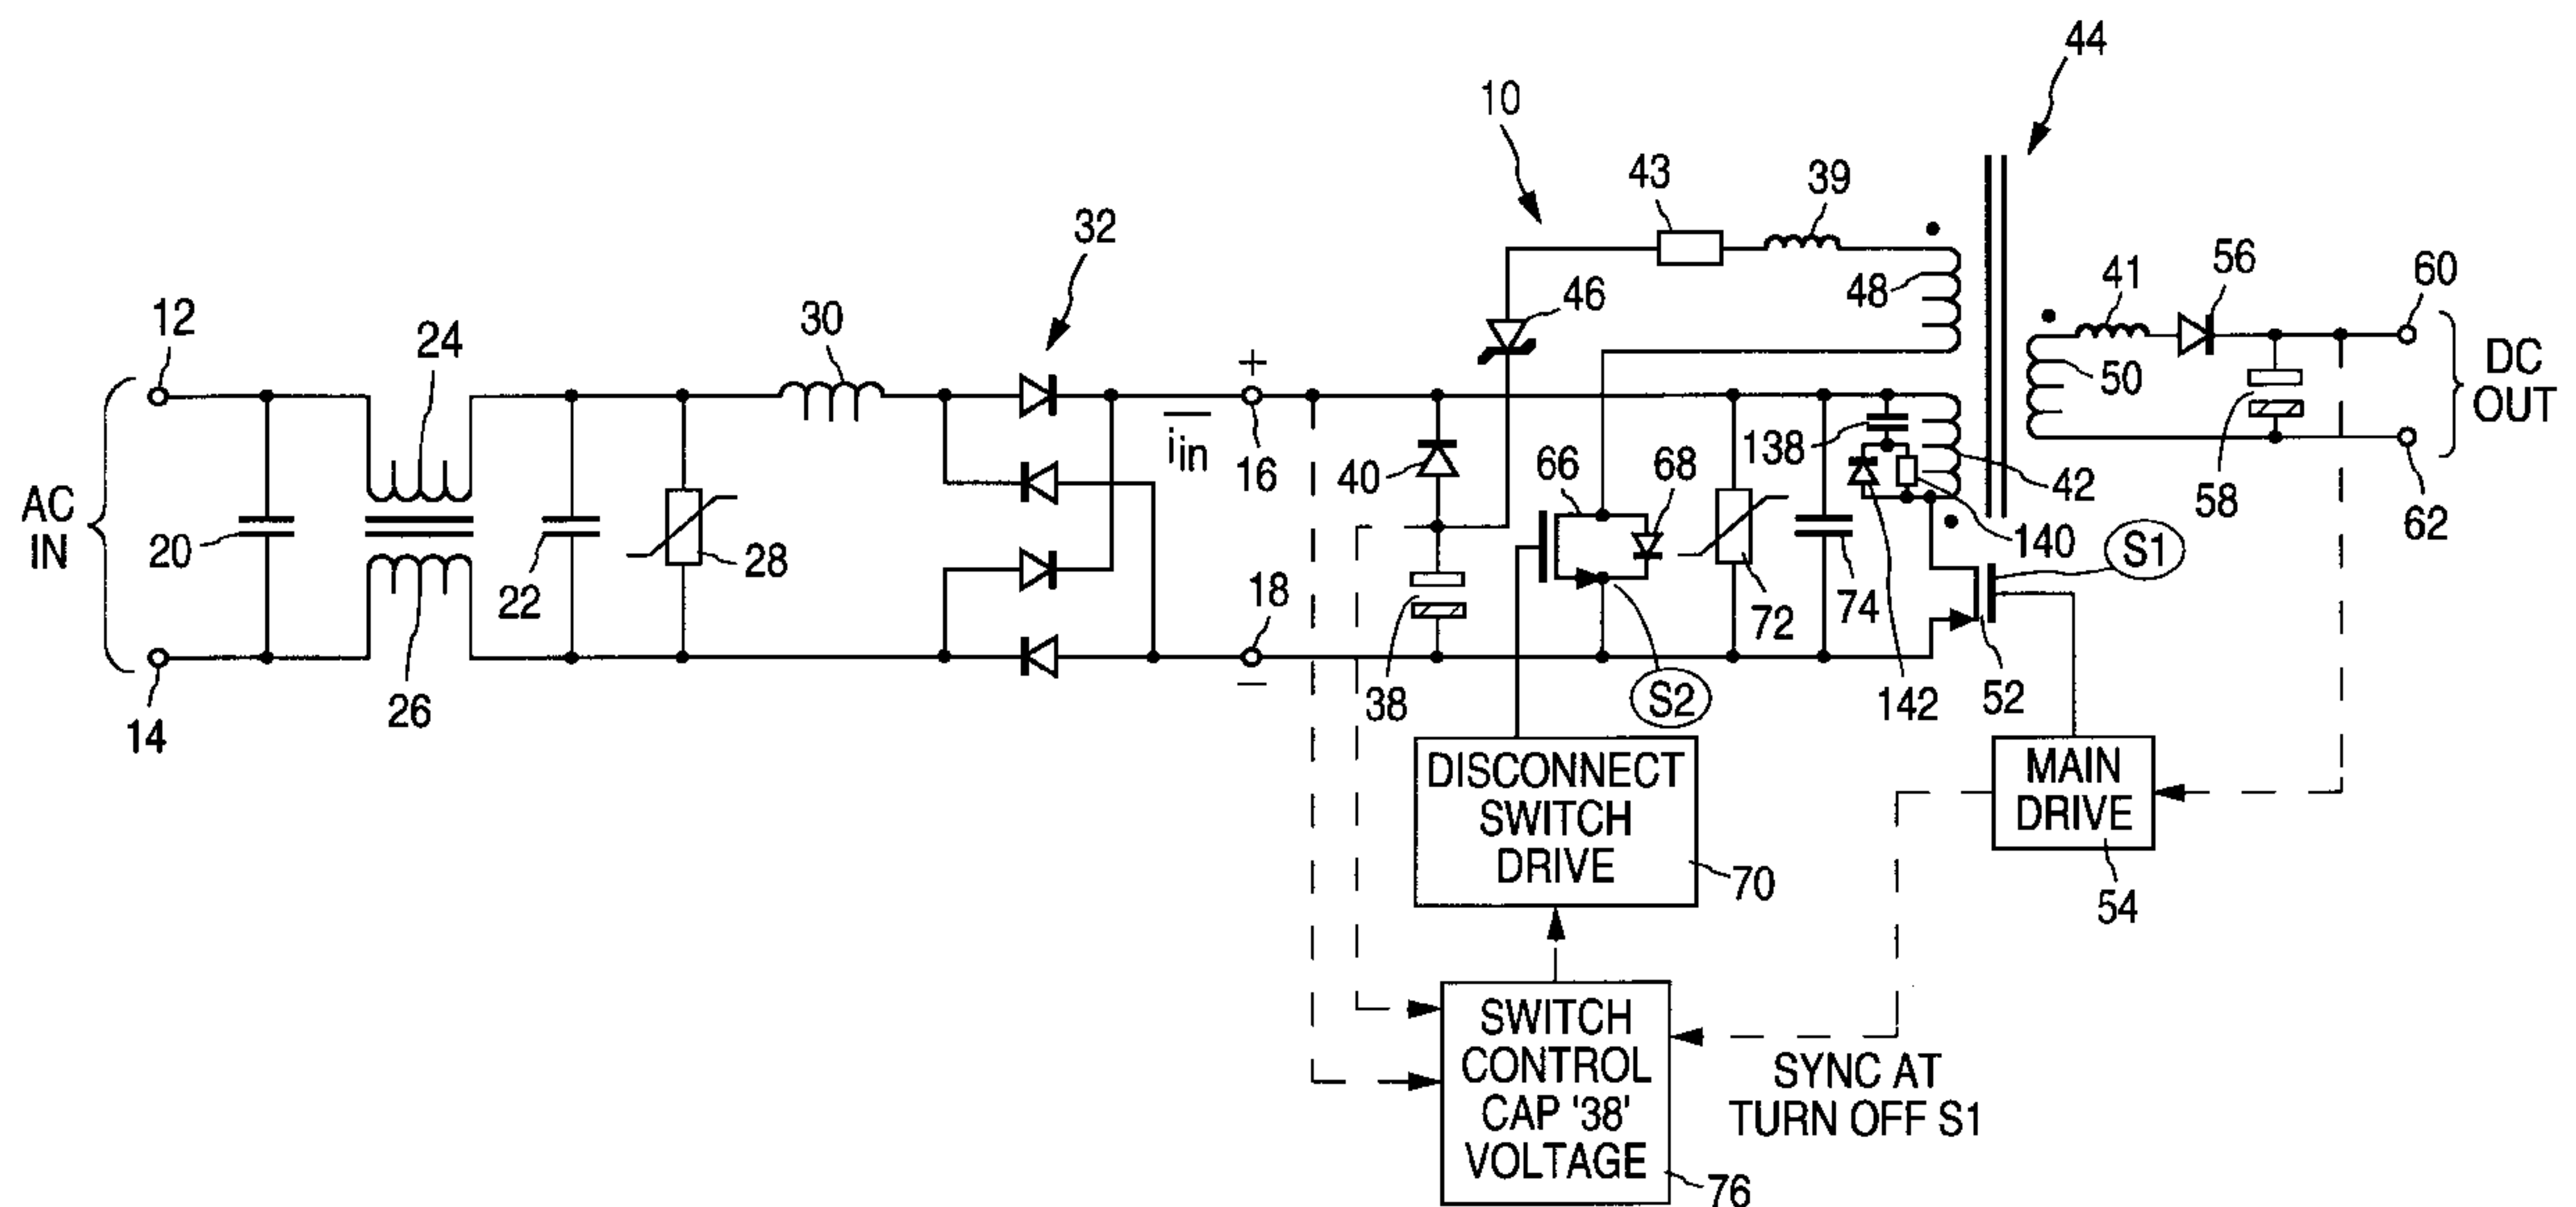 44
10
43
39
32
46
48
41
56
60
12
24
30
+
i_in
16
50
DC
OUT
AC
IN
20
22
28
40
66
68
138
42
58
62
140
S1
18
−
72
74
14
26
38
S2
142
52
DISCONNECT
SWITCH
DRIVE
70
MAIN
DRIVE
54
SWITCH
CONTROL
CAP '38'
VOLTAGE
76
SYNC AT
TURN OFF S1